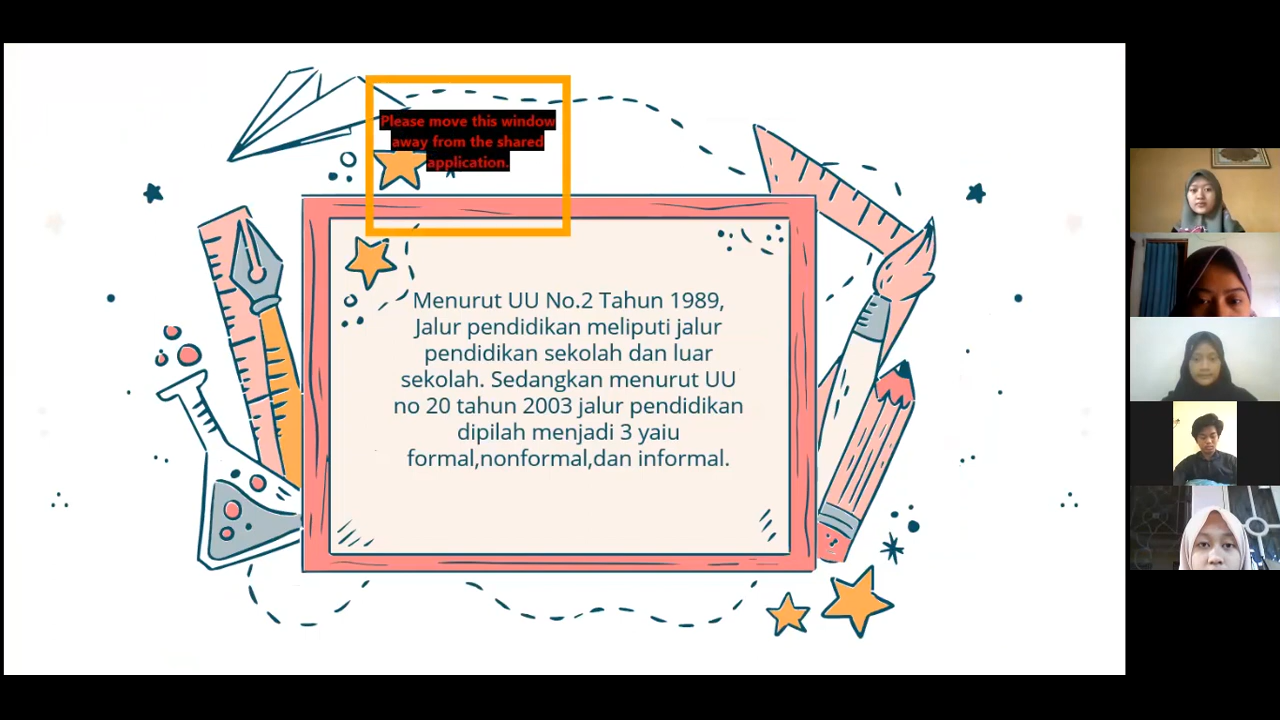 Please move this window
away from the shared
application.
Menurut UU No.2 Tahun 1989,
Jalur pendidikan meliputi jalur
pendidikan sekolah dan luar
sekolah. Sedangkan menurut UU
no 20 tahun 2003 jalur pendidikan
dipilah menjadi 3 yaiu
formal,nonformal,dan informal.